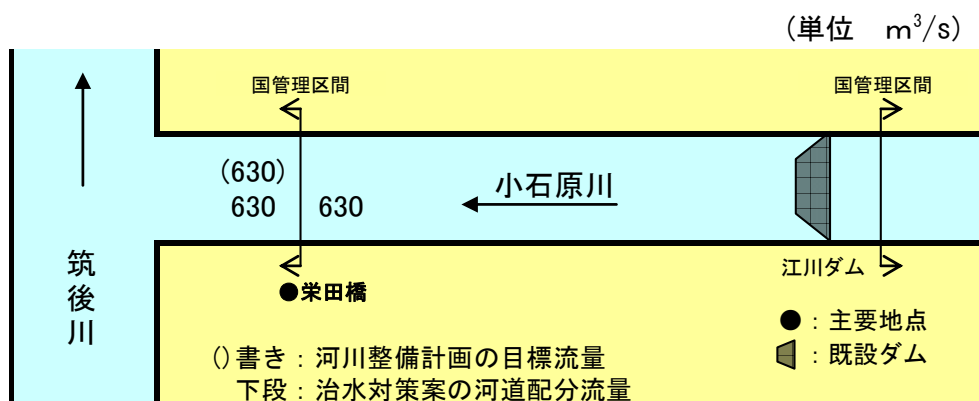 (単位 m³/s)
国管理区間
国管理区間
(630)
630
630
小石原川
筑後川
江川ダム
●栄田橋
●:主要地点
:既設ダム
()書き:河川整備計画の目標流量
下段:治水対策案の河道配分流量